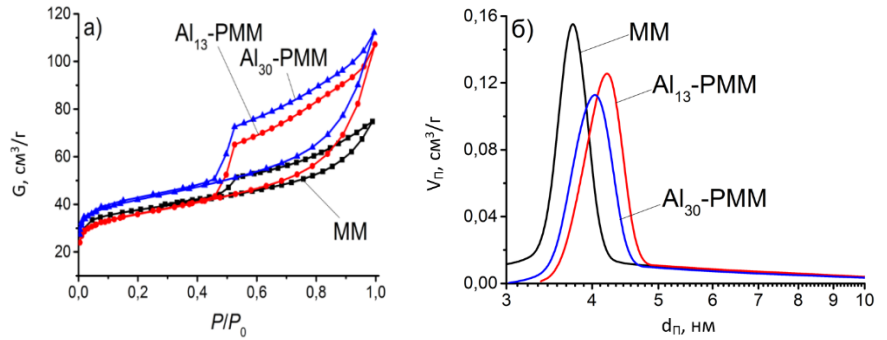 а)
120
100
80
60
40
20
G, см³/г
Al₁₃-PMM
Al₃₀-PMM
MM
0,0 0,2 0,4 0,6 0,8 1,0
P/P₀
б)
0,16
0,12
0,08
0,04
0,00
Vп, см³/г
MM
Al₁₃-PMM
Al₃₀-PMM
3 4 5 6 7 8 9 10
dп, нм